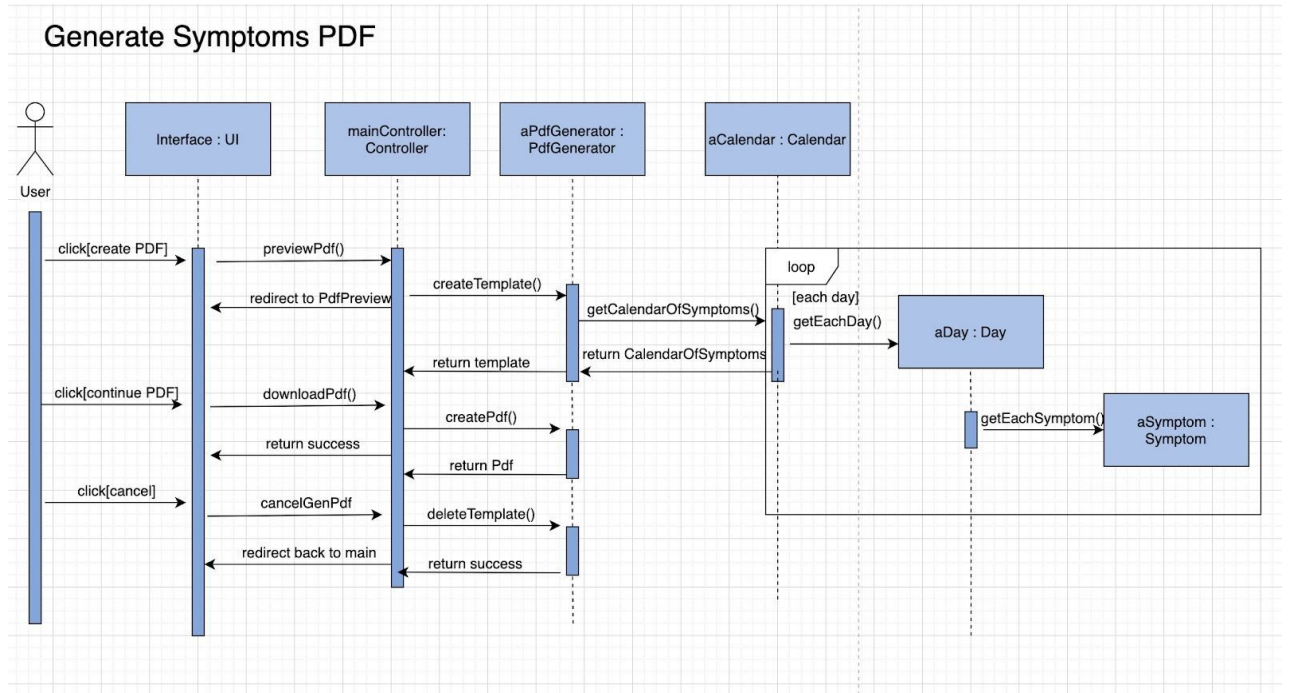 Generate Symptoms PDF
Interface : UI
mainController:
Controller
aPdfGenerator :
PdfGenerator
aCalendar : Calendar
User
click[create PDF]
previewPdf()
loop
createTemplate()
redirect to PdfPreview
[each day]
getCalendarOfSymptoms()
getEachDay()
aDay : Day
return CalendarOfSymptoms
return template
click[continue PDF]
downloadPdf()
createPdf()
getEachSymptom()
aSymptom :
Symptom
return success
return Pdf
click[cancel]
cancelGenPdf
deleteTemplate()
redirect back to main
return success